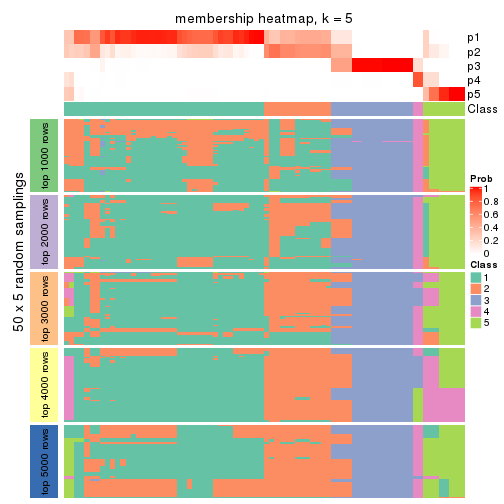 membership heatmap, k = 5
p1
p2
p3
p4
p5
Class
50 x 5 random samplings
top 1000 rows
top 2000 rows
top 3000 rows
top 4000 rows
top 5000 rows
Prob
1
0.8
0.6
0.4
0.2
0
Class
1
2
3
4
5